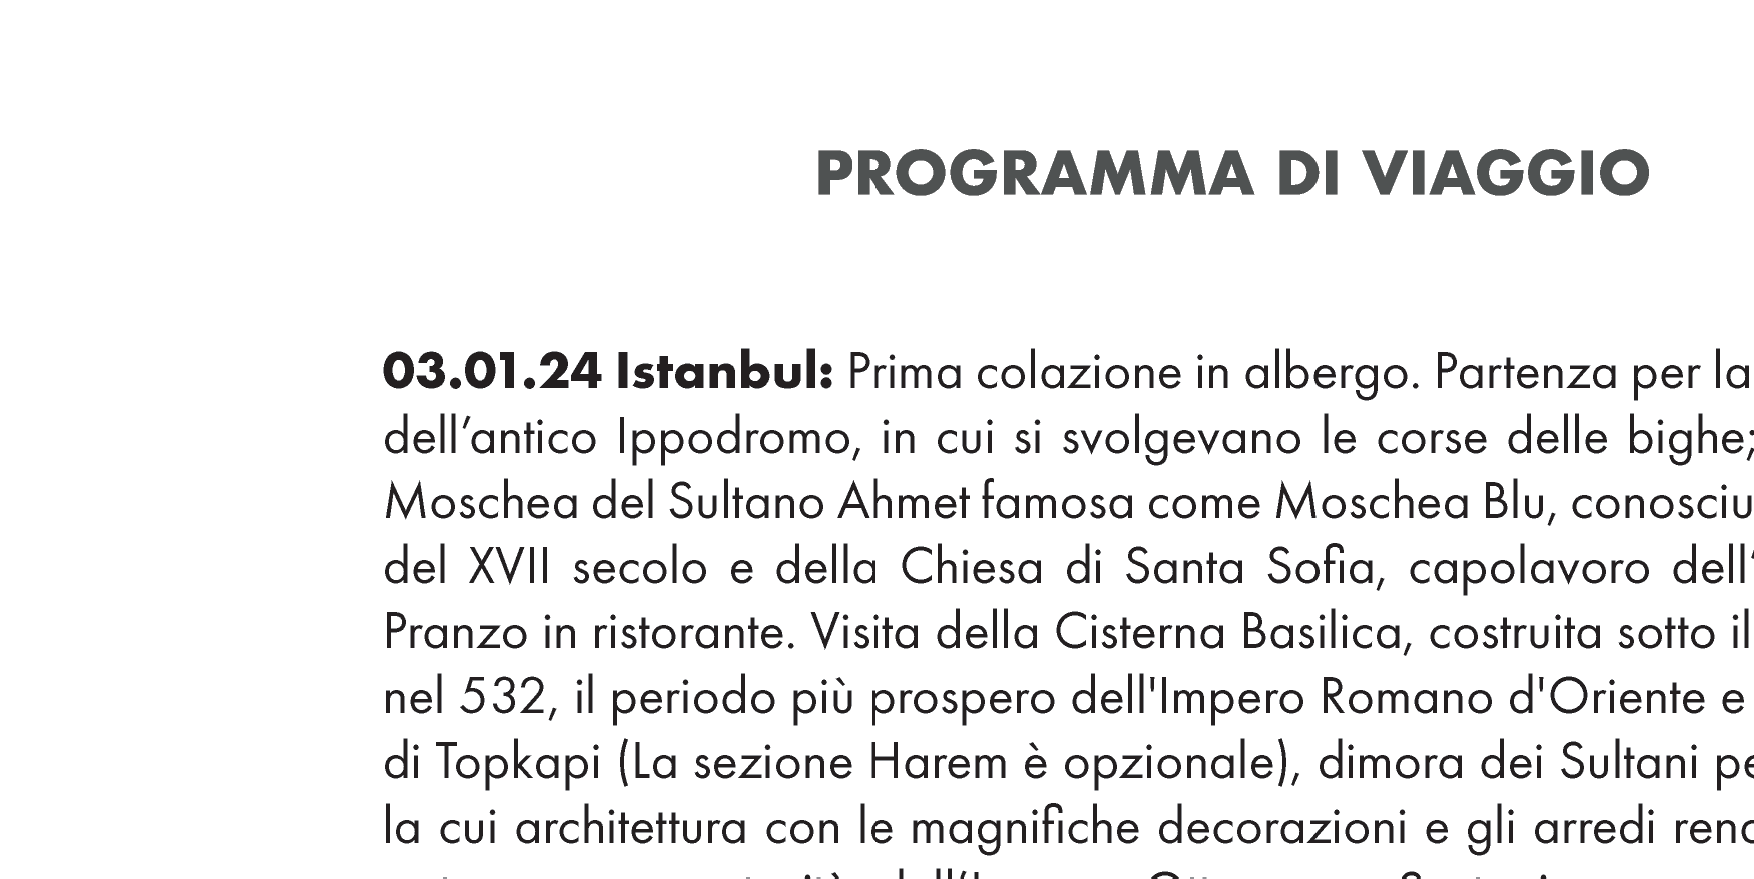 PROGRAMMA DI VIAGGIO
03.01.24 Istanbul: Prima colazione in albergo. Partenza per la
dell’antico Ippodromo, in cui si svolgevano le corse delle bighe;
Moschea del Sultano Ahmet famosa come Moschea Blu,
del XVII secolo e della Chiesa di Santa Sofia, capolavoro dell’
Pranzo in ristorante. Visita della Cisterna Basilica, costruita sotto il
nel 532, il periodo più prospero dell'Impero Romano d'Oriente e
di Topkapi (La sezione Harem è opzionale), dimora dei Sultani
la cui architettura con le magnifiche decorazioni e gli arredi